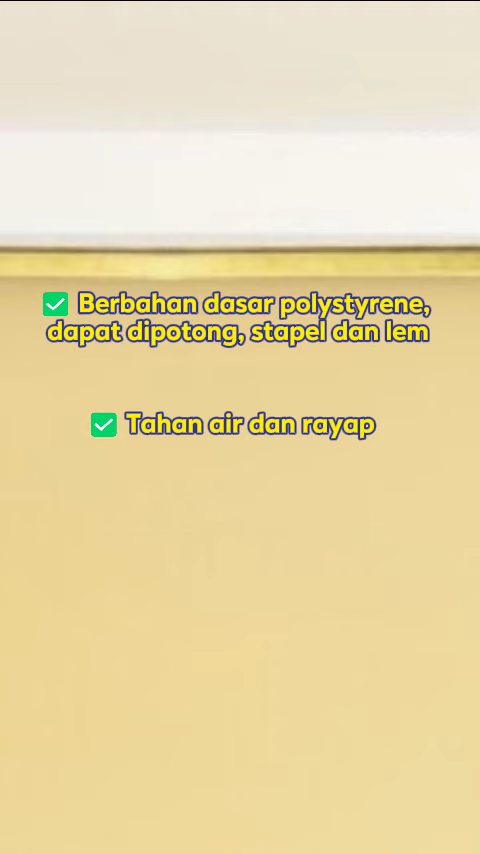 ✅ Berbahan dasar polystyrene,
dapat dipotong, stapel dan lem
✅ Tahan air dan rayap